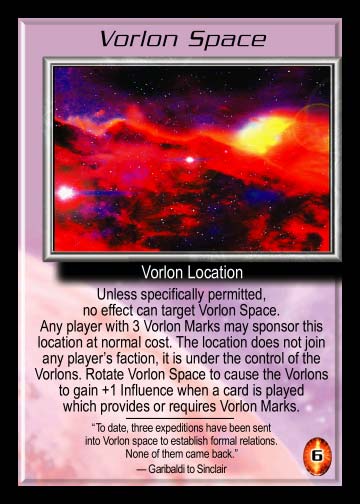 Vorlon Space
Vorlon Location
Unless specifically permitted,
no effect can target Vorlon Space.
Any player with 3 Vorlon Marks may sponsor this
location at normal cost. The location does not join
any player's faction, it is under the control of the
Vorlons. Rotate Vorlon Space to cause the Vorlons
to gain +1 Influence when a card is played
which provides or requires Vorlon Marks.
“To date, three expeditions have been sent
into Vorlon space to establish formal relations.
None of them came back.”
— Garibaldi to Sinclair
6